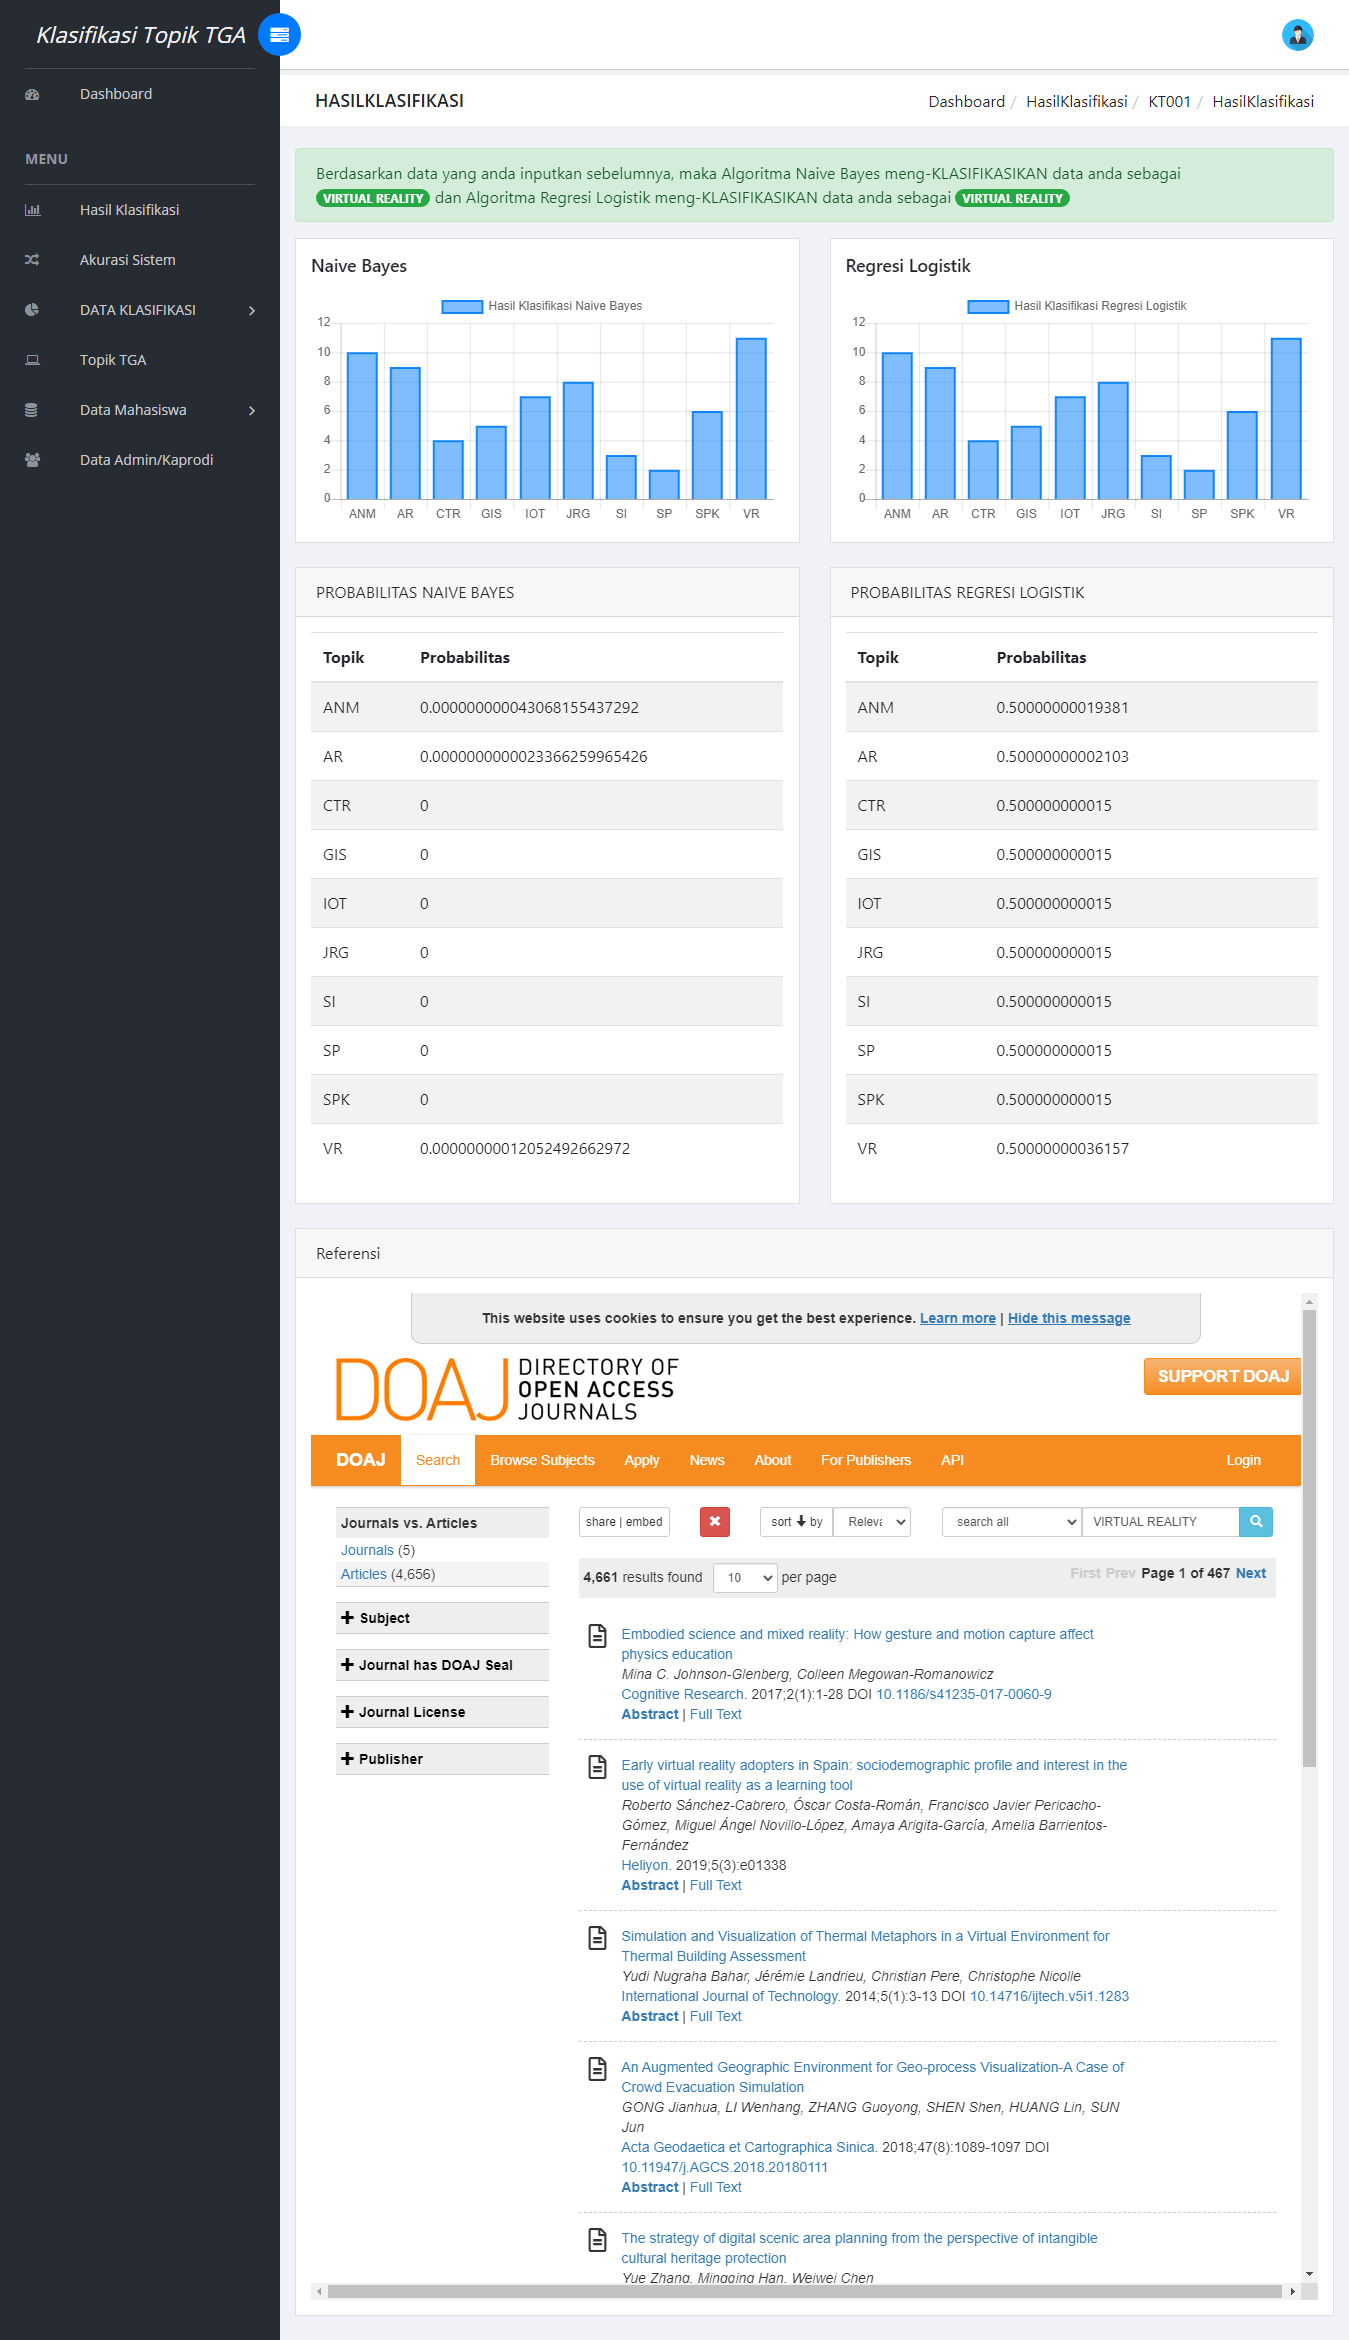 Klasifikasi Topik TGA
Dashboard
MENU
Hasil Klasifikasi
Akurasi Sistem
DATA KLASIFIKASI
Topik TGA
Data Mahasiswa
Data Admin/Kaprodi
HASILKLASIFIKASI
Dashboard / HasilKlasifikasi / KT001 / HasilKlasifikasi
Berdasarkan data yang anda inputkan sebelumnya, maka Algoritma Naive Bayes meng-KLASIFIKASIKAN data anda sebagai
VIRTUAL REALITY dan Algoritma Regresi Logistik meng-KLASIFIKASIKAN data anda sebagai VIRTUAL REALITY
Naive Bayes
Hasil Klasifikasi Naive Bayes
12
10
8
6
4
2
0
ANM AR CTR GIS IOT JRG SI SP SPK VR
Regresi Logistik
Hasil Klasifikasi Regresi Logistik
12
10
8
6
4
2
0
ANM AR CTR GIS IOT JRG SI SP SPK VR
PROBABILITAS NAIVE BAYES
Topik Probabilitas
ANM 0.000000000043068155437292
AR 0.0000000000023366259965426
CTR 0
GIS 0
IOT 0
JRG 0
SI 0
SP 0
SPK 0
VR 0.00000000012052492662972
PROBABILITAS REGRESI LOGISTIK
Topik Probabilitas
ANM 0.50000000019381
AR 0.50000000002103
CTR 0.500000000015
GIS 0.500000000015
IOT 0.500000000015
JRG 0.500000000015
SI 0.500000000015
SP 0.500000000015
SPK 0.500000000015
VR 0.50000000036157
Referensi
This website uses cookies to ensure you get the best experience. Learn more | Hide this message
DOAJ
DIRECTORY OF
OPEN ACCESS
JOURNALS
SUPPORT DOAJ
DOAJ Search Browse Subjects Apply News About For Publishers API Login
Journals vs. Articles
Journals (5)
Articles (4,656)
Subject
Journal has DOAJ Seal
Journal License
Publisher
share | embed sort by Releva search all VIRTUAL REALITY
4,661 results found 10 per page First Prev Page 1 of 467 Next
Embodied science and mixed reality: How gesture and motion capture affect
physics education
Mina C. Johnson-Glenberg, Colleen Megowan-Romanowicz
Cognitive Research. 2017;2(1):1-28 DOI 10.1186/s41235-017-0060-9
Abstract | Full Text
Early virtual reality adopters in Spain: sociodemographic profile and interest in the
use of virtual reality as a learning tool
Roberto Sánchez-Cabrero, Óscar Costa-Román, Francisco Javier Pericacho-
Gómez, Miguel Ángel Novillo-López, Amaya Arigita-García, Amelia Barrientos-
Fernández
Heliyon. 2019;5(3):e01338
Abstract | Full Text
Simulation and Visualization of Thermal Metaphors in a Virtual Environment for
Thermal Building Assessment
Yudi Nugraha Bahar, Jérémie Landrieu, Christian Pere, Christophe Nicolle
International Journal of Technology. 2014;5(1):3-13 DOI 10.14716/ijtech.v5i1.1283
Abstract | Full Text
An Augmented Geographic Environment for Geo-process Visualization-A Case of
Crowd Evacuation Simulation
GONG Jianhua, LI Wenhang, ZHANG Guoyong, SHEN Shen, HUANG Lin, SUN
Jun
Acta Geodaetica et Cartographica Sinica. 2018;47(8):1089-1097 DOI
10.11947/j.AGCS.2018.20180111
Abstract | Full Text
The strategy of digital scenic area planning from the perspective of intangible
cultural heritage protection
Yue Zhang, Mingqing Han, Weiwei Chen